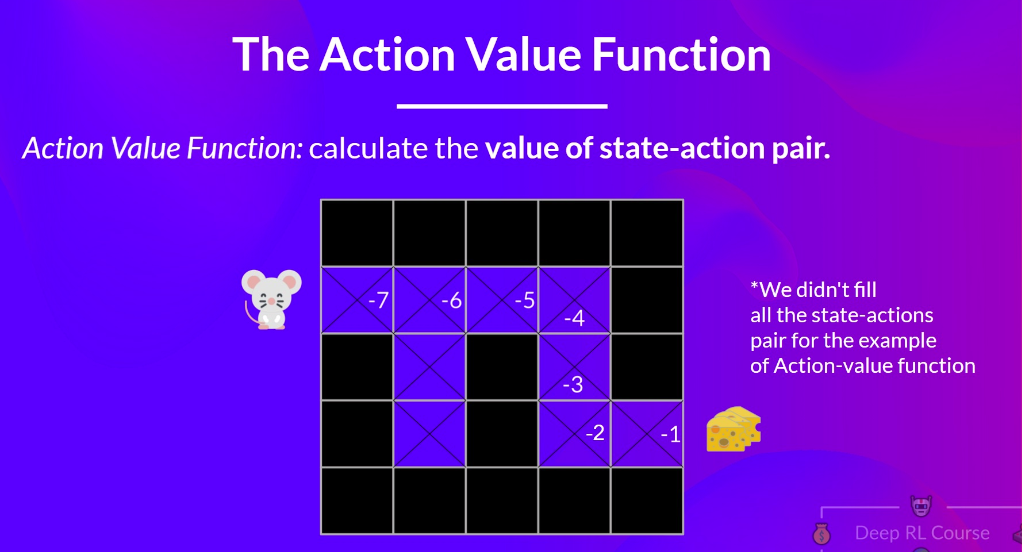 The Action Value Function
Action Value Function: calculate the value of state-action pair.
-7 -6 -5 -4
-3
-2 -1
*We didn't fill
all the state-actions
pair for the example
of Action-value function
$
Deep RL Course